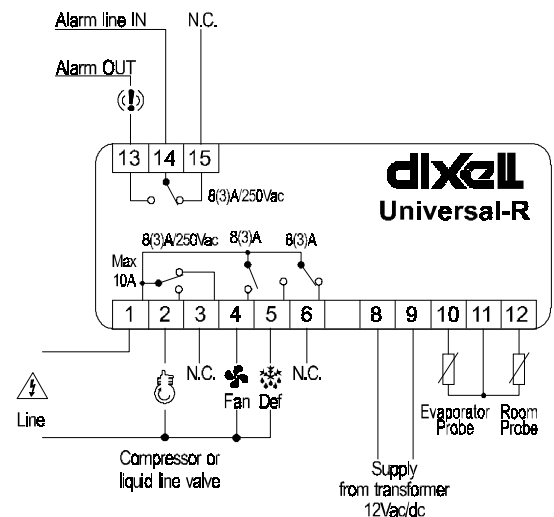 Alarm line IN
N.C.
Alarm OUT
13 14 15
8(3)A/250Vac
dixell
Universal-R
8(3)A/250Vac
8(3)A
8(3)A
Max
10A
1 2 3 4 5 6 8 9 10 11 12
N.C.
N.C.
Fan Def
Line
Evaporator
Probe
Room
Probe
Compressor or
liquid line valve
Supply
from transformer
12Vac/dc